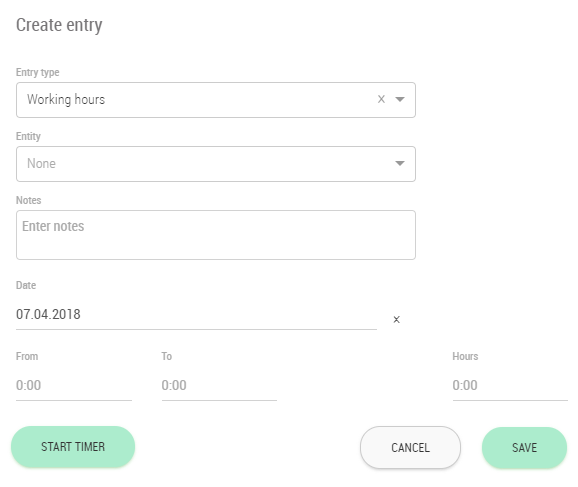 Create entry
Entry type
Working hours x
Entity
None
Notes
Enter notes
Date
07.04.2018 x
From To Hours
0:00 0:00 0:00
START TIMER CANCEL SAVE